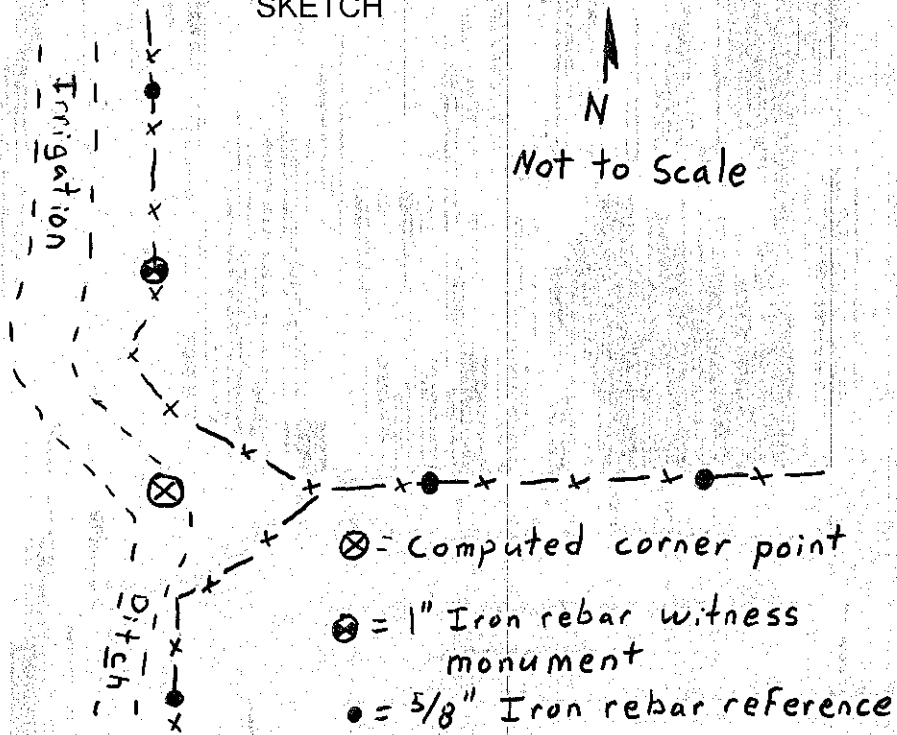 SKETCH
N
Not to Scale
Irrigation
Ditch
⊗ = Computed corner point
= 1" Iron rebar witness
monument
● = 5/8" Iron rebar reference